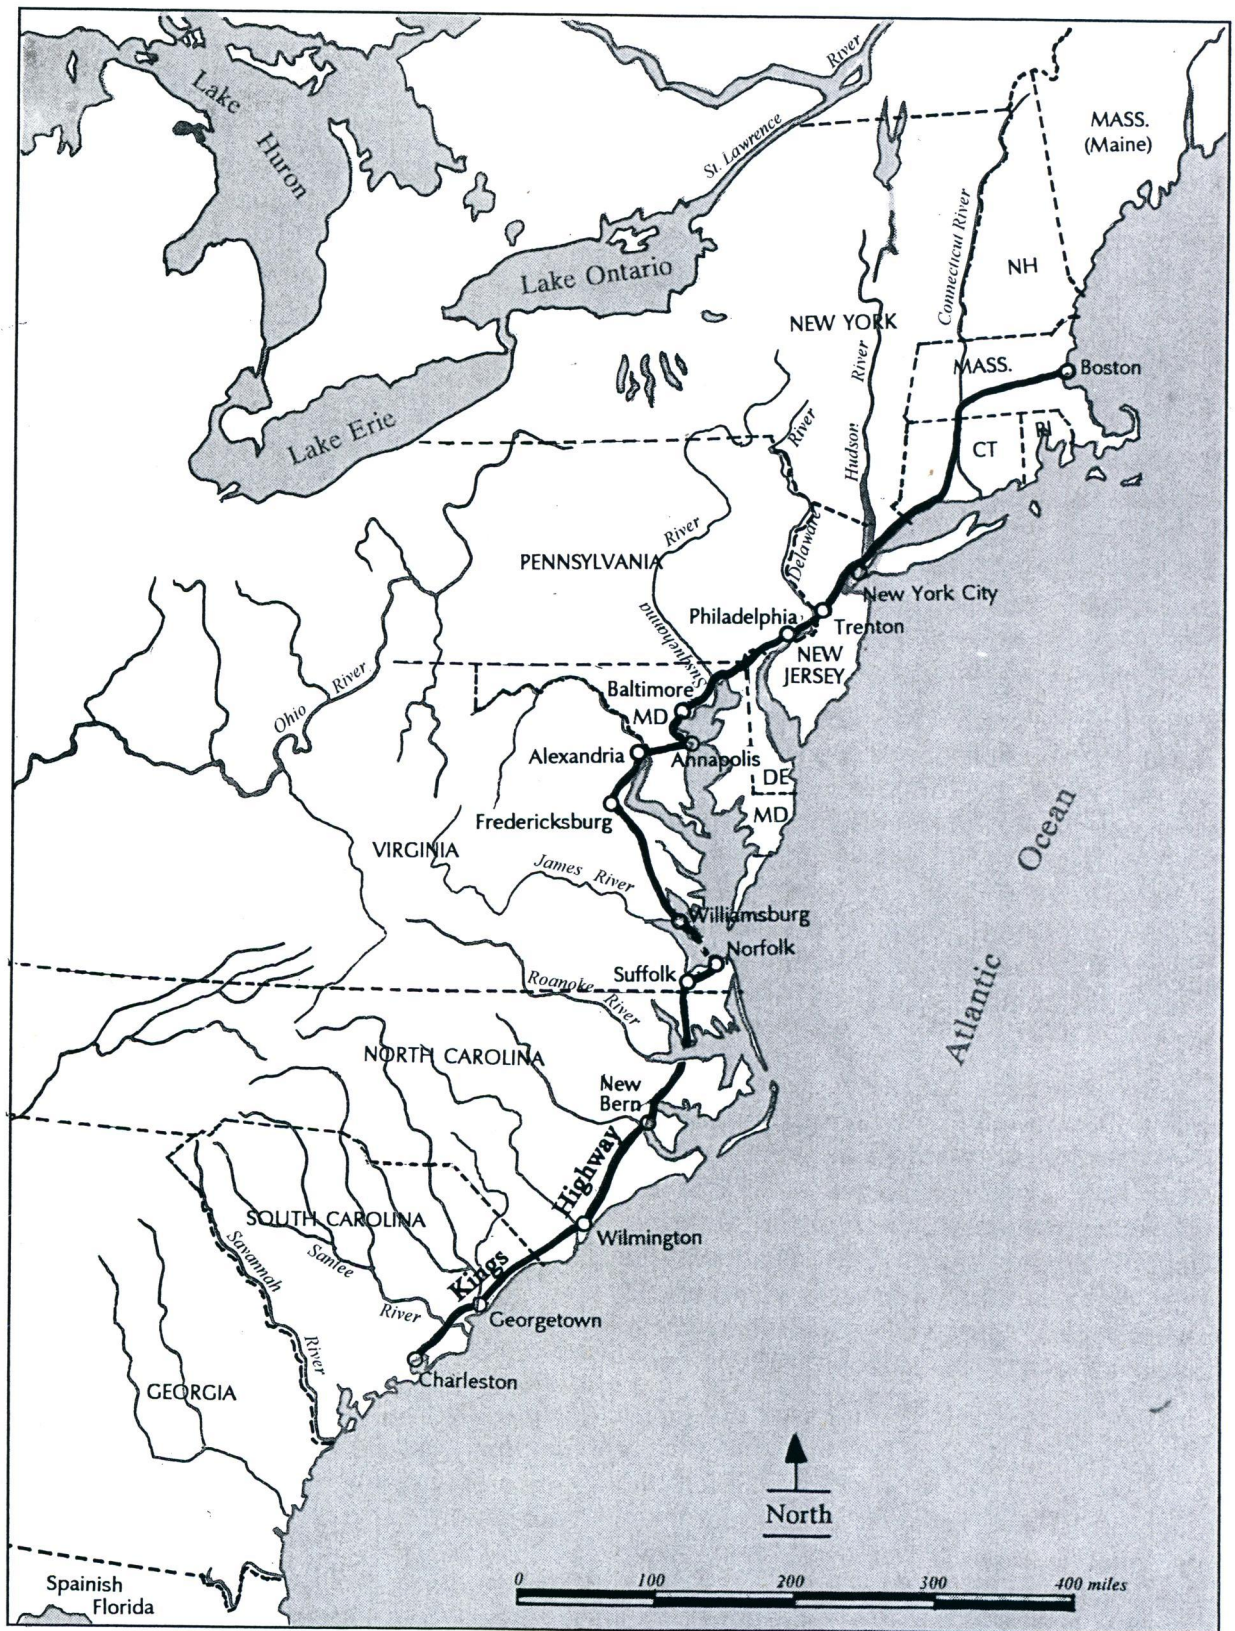 Lake
Huron
St. Lawrence
River
MASS.
(Maine)
Lake Ontario
Connecticut River
NH
NEW YORK
Hudson
River
MASS.
Boston
Lake Erie
River
Delaware
CT
RI
PENNSYLVANIA
Susquehanna
River
New York City
Philadelphia
Trenton
NEW
JERSEY
Ohio
River
Baltimore
MD
Alexandria
Annapolis
DE
MD
Fredericksburg
VIRGINIA
James River
Williamsburg
Norfolk
Suffolk
Roanoke
River
Atlantic
Ocean
NORTH CAROLINA
New
Bern
Kings
Highway
SOUTH CAROLINA
Wilmington
Savannah
River
Santee
River
Georgetown
Charleston
GEORGIA
North
Spainish
Florida
0 100 200 300 400 miles